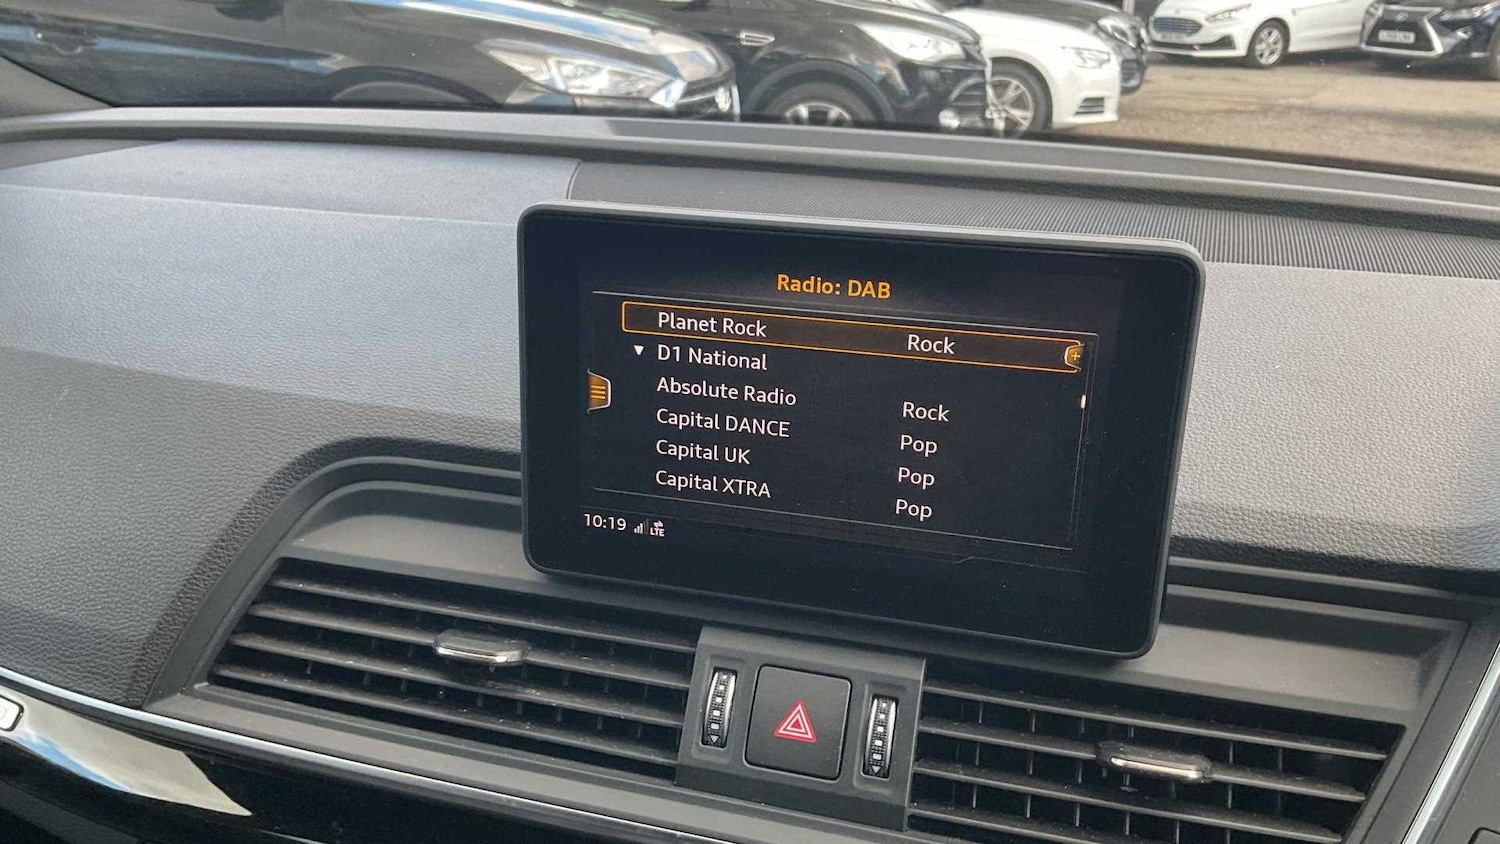 Radio: DAB
Planet Rock Rock
D1 National
Absolute Radio Rock
Capital DANCE Pop
Capital UK Pop
Capital XTRA Pop
10:19 LTE